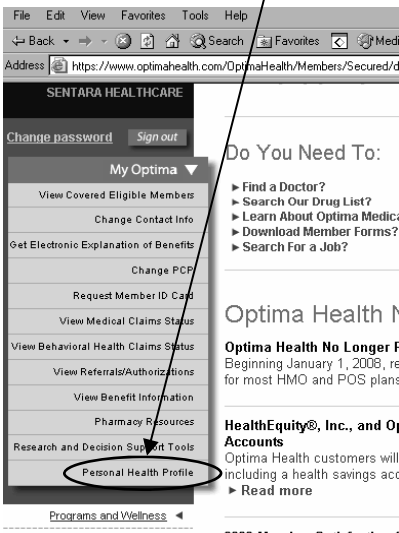 File Edit View Favorites Tools Help
Back Search Favorites Medi
Address https://www.optimahealth.com/OptimaHealth/Members/Secured/d
SENTARA HEALTHCARE
Change password Sign out
My Optima
View Covered Eligible Members
Change Contact Info
Get Electronic Explanation of Benefits
Change PCP
Request Member ID Card
View Medical Claims Status
View Behavioral Health Claims Status
View Referrals/Authorizations
View Benefit Information
Pharmacy Resources
Research and Decision Support Tools
Personal Health Profile
Programs and Wellness
Do You Need To:
Find a Doctor?
Search Our Drug List?
Learn About Optima Medica
Download Member Forms?
Search For a Job?
Optima Health N
Optima Health No Longer R
Beginning January 1, 2008, re
for most HMO and POS plans
HealthEquity®, Inc., and Op
Accounts
Optima Health customers will
including a health savings acc
Read more